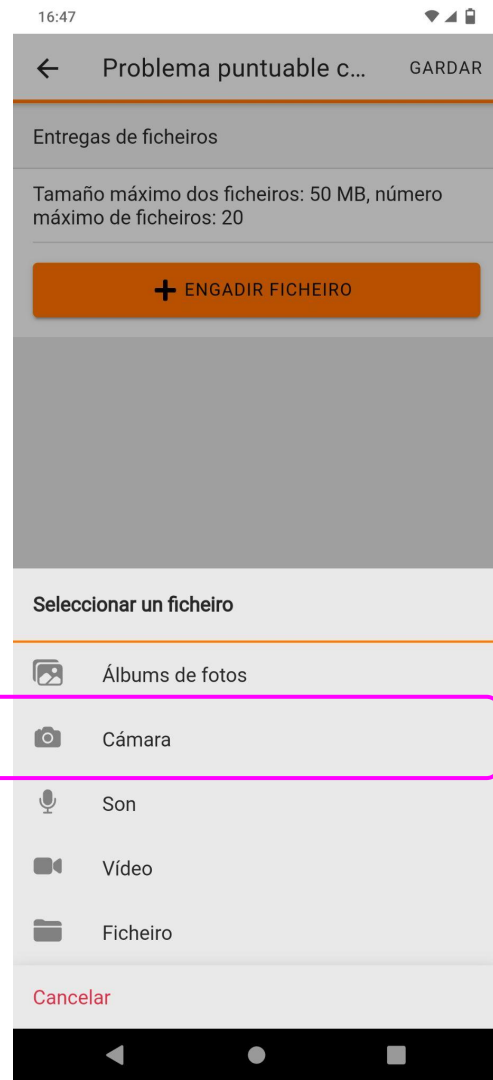 16:47
Problema puntuable c... GARDAR
Entregas de ficheiros
Tamaño máximo dos ficheiros: 50 MB, número
máximo de ficheiros: 20
ENGADIR FICHEIRO
Seleccionar un ficheiro
Álbums de fotos
Cámara
Son
Vídeo
Ficheiro
Cancelar